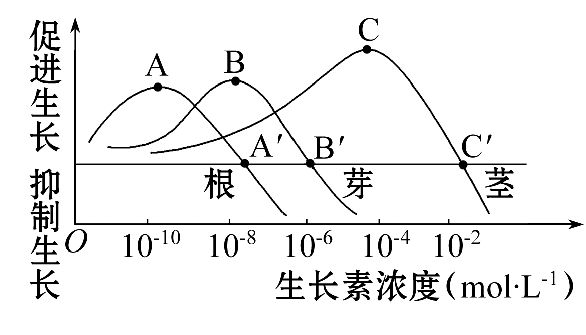 促进生长
抑制生长
A
B
C
A′
B′
C′
根
芽
茎
O
10-10
10-8
10-6
10-4
10-2
生长素浓度(mol·L-1)